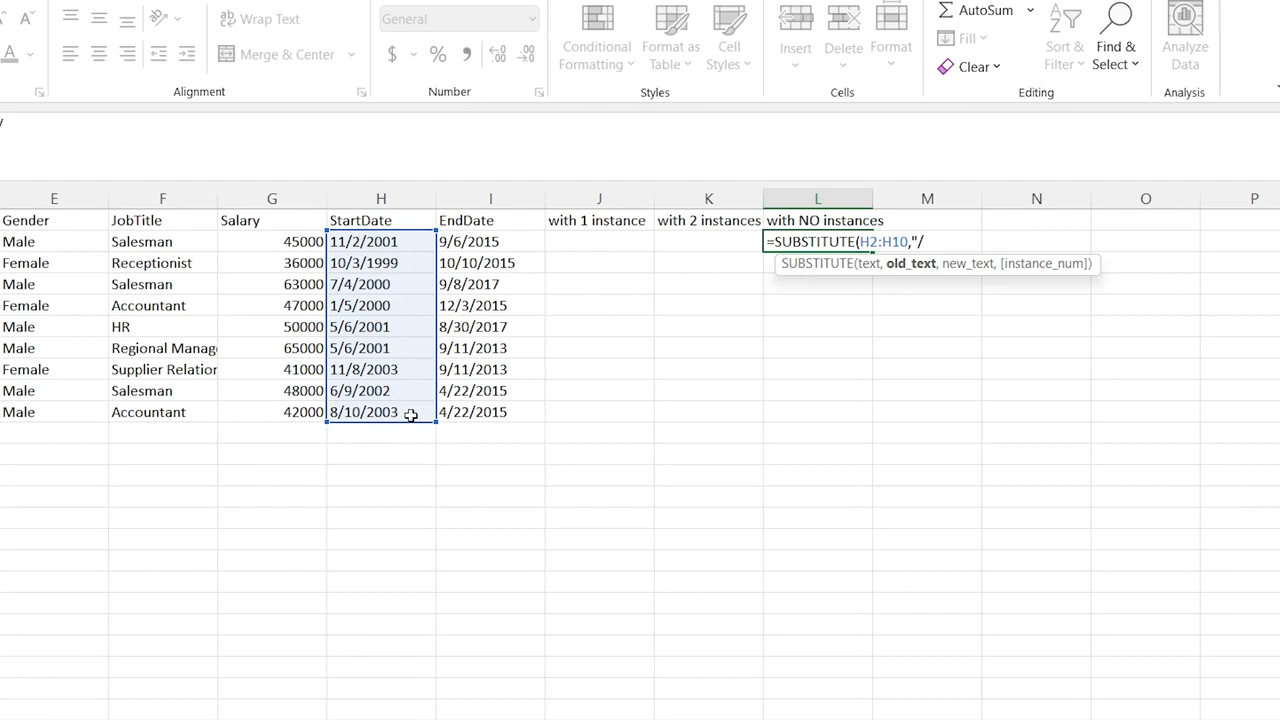 Wrap Text
General
AutoSum
A
Merge & Center
$ % 9 .00 .00
Conditional Formatting
Format as Table
Cell Styles
Insert
Delete
Format
Fill
Clear
Sort & Filter
Find & Select
Analyze Data
Alignment
Number
Styles
Cells
Editing
Analysis
/
E F G H I J K L M N O P
Gender JobTitle Salary StartDate EndDate with 1 instance with 2 instances with NO instances
Male Salesman 45000 11/2/2001 9/6/2015 =SUBSTITUTE(H2:H10,"/
Female Receptionist 36000 10/3/1999 10/10/2015 SUBSTITUTE(text, old_text, new_text, [instance_num])
Male Salesman 63000 7/4/2000 9/8/2017
Female Accountant 47000 1/5/2000 12/3/2015
Male HR 50000 5/6/2001 8/30/2017
Male Regional Manag 65000 5/6/2001 9/11/2013
Female Supplier Relation 41000 11/8/2003 9/11/2013
Male Salesman 48000 6/9/2002 4/22/2015
Male Accountant 42000 8/10/2003 4/22/2015